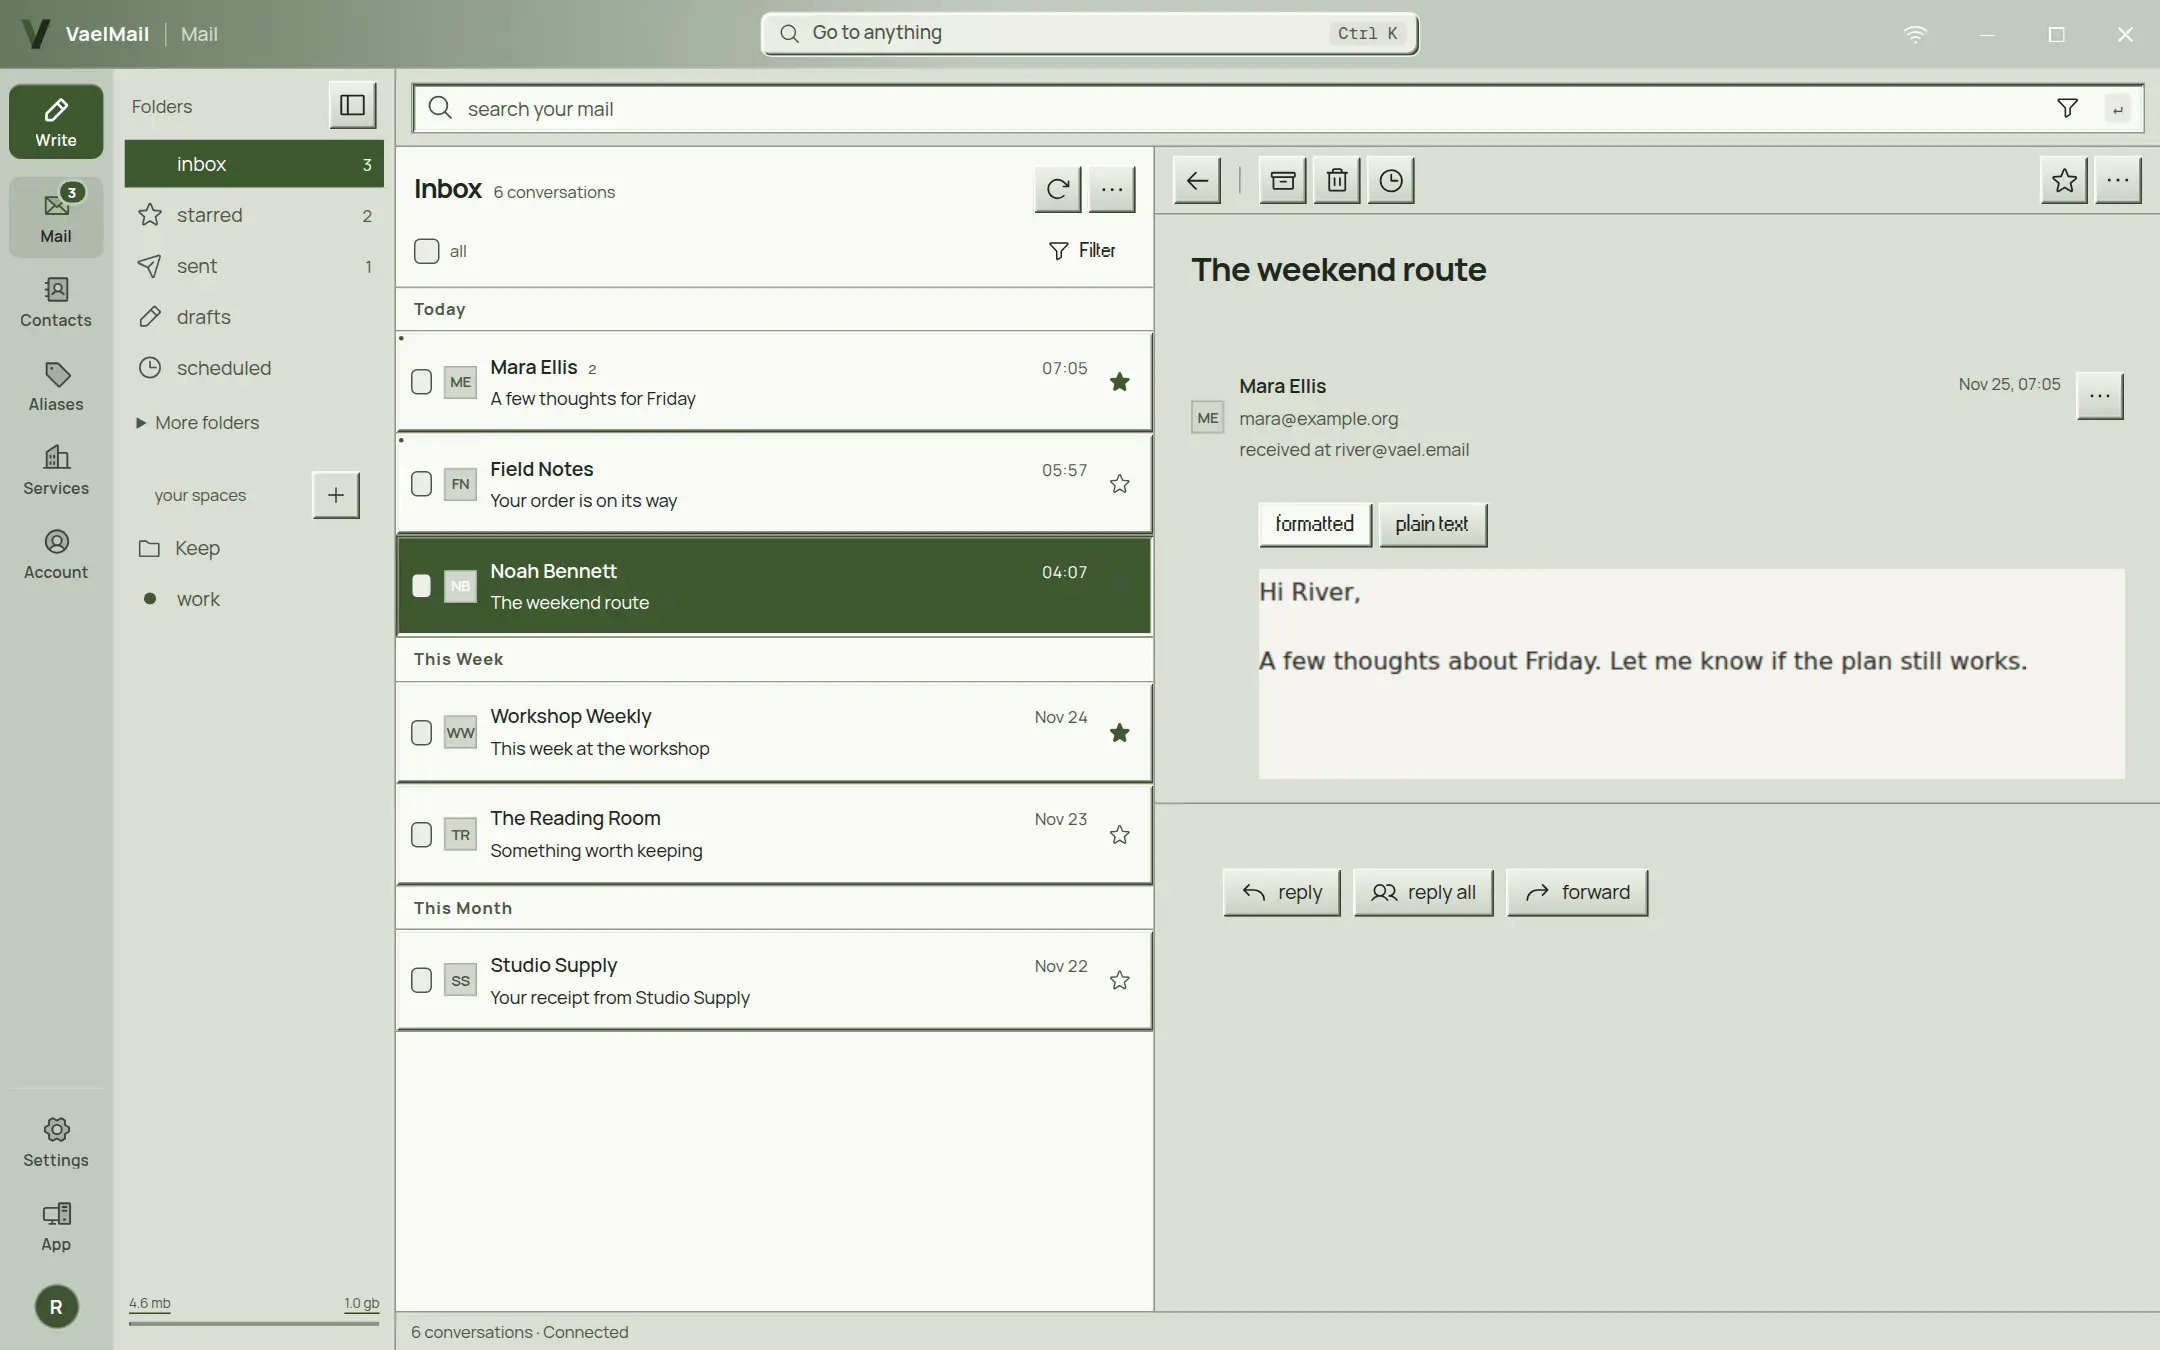 VaelMail | Mail
Go to anything
Ctrl K
Write
3
Mail
Contacts
Aliases
Services
Account
Settings
App
R
Folders
inbox 3
starred 2
sent 1
drafts
scheduled
More folders
your spaces
Keep
work
4.6 mb 1.0 gb
search your mail
Inbox 6 conversations
all
Filter
Today
ME Mara Ellis 2 07:05
A few thoughts for Friday
FN Field Notes 05:57
Your order is on its way
NB Noah Bennett 04:07
The weekend route
This Week
WW Workshop Weekly Nov 24
This week at the workshop
TR The Reading Room Nov 23
Something worth keeping
This Month
SS Studio Supply Nov 22
Your receipt from Studio Supply
6 conversations · Connected
The weekend route
Mara Ellis Nov 25, 07:05
ME mara@example.org
received at river@vael.email
formatted plain text
Hi River,
A few thoughts about Friday. Let me know if the plan still works.
reply reply all forward